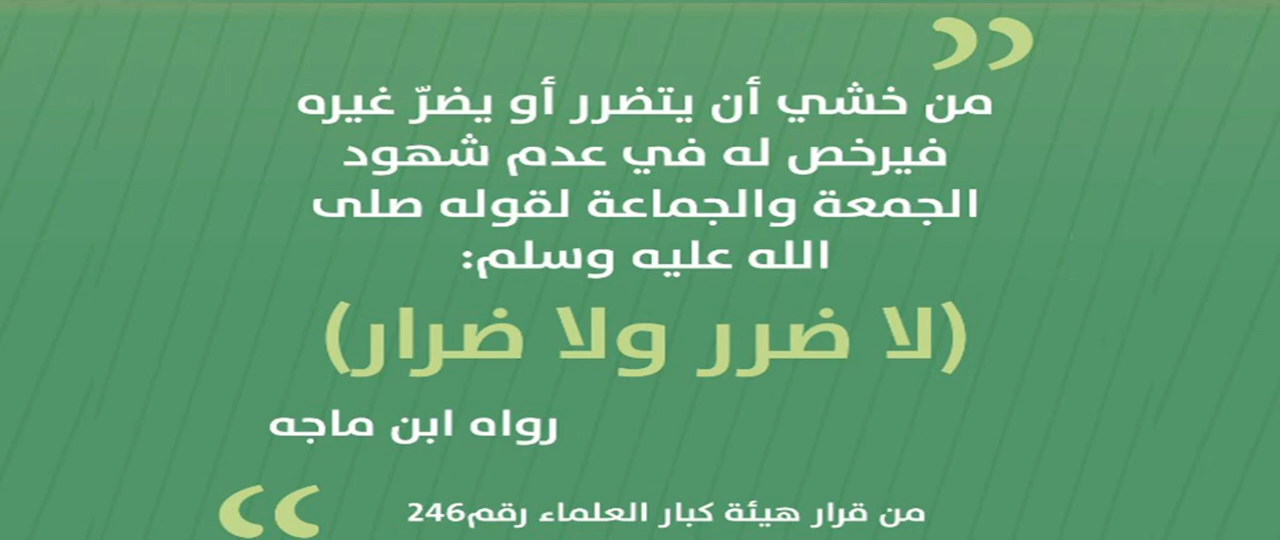 من خشي أن يتضرر أو يضرّ غيره
فيرخص له في عدم شهود
الجمعة والجماعة لقوله صلى
الله عليه وسلم:
(لا ضرر ولا ضرار)
رواه ابن ماجه
من قرار هيئة كبار العلماء رقم246